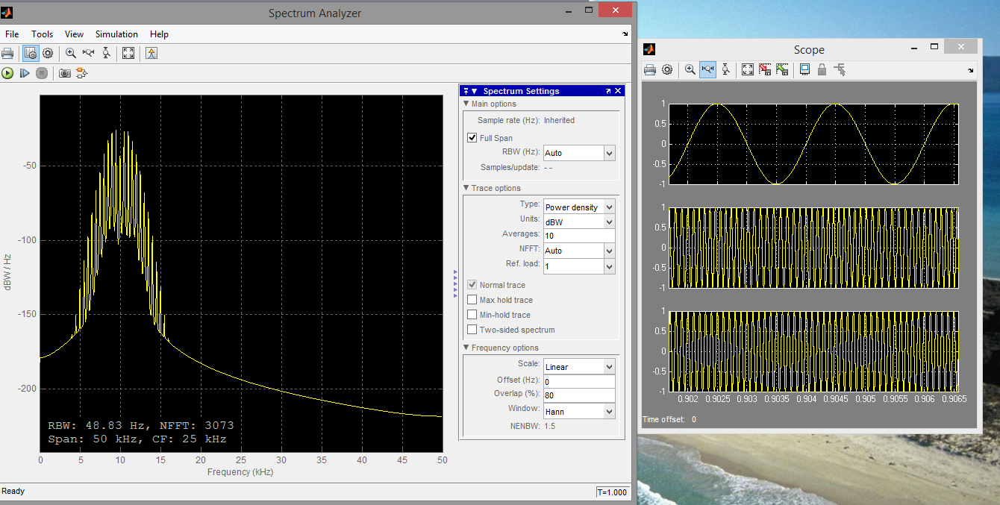 Spectrum Analyzer
File Tools View Simulation Help
Spectrum Settings
Main options
Sample rate (Hz): Inherited
Full Span
RBW (Hz): Auto
Samples/update: - -
Trace options
Type: Power density
Units: dBW
Averages: 10
NFFT: Auto
Ref. load: 1
Normal trace
Max hold trace
Min-hold trace
Two-sided spectrum
Frequency options
Scale: Linear
Offset (Hz): 0
Overlap (%): 80
Window: Hann
NENBW: 1.5
-50
-100
-150
-200
dBW / Hz
RBW: 48.83 Hz, NFFT: 3073
Span: 50 kHz, CF: 25 kHz
0 5 10 15 20 25 30 35 40 45 50
Frequency (kHz)
Ready
T=1.000
Scope
1
0.5
0
-0.5
-1
1
0.5
0
-0.5
-1
1
0.5
0
-0.5
-1
0.902 0.9025 0.903 0.9035 0.904 0.9045 0.905 0.9055 0.906 0.9065
Time offset: 0